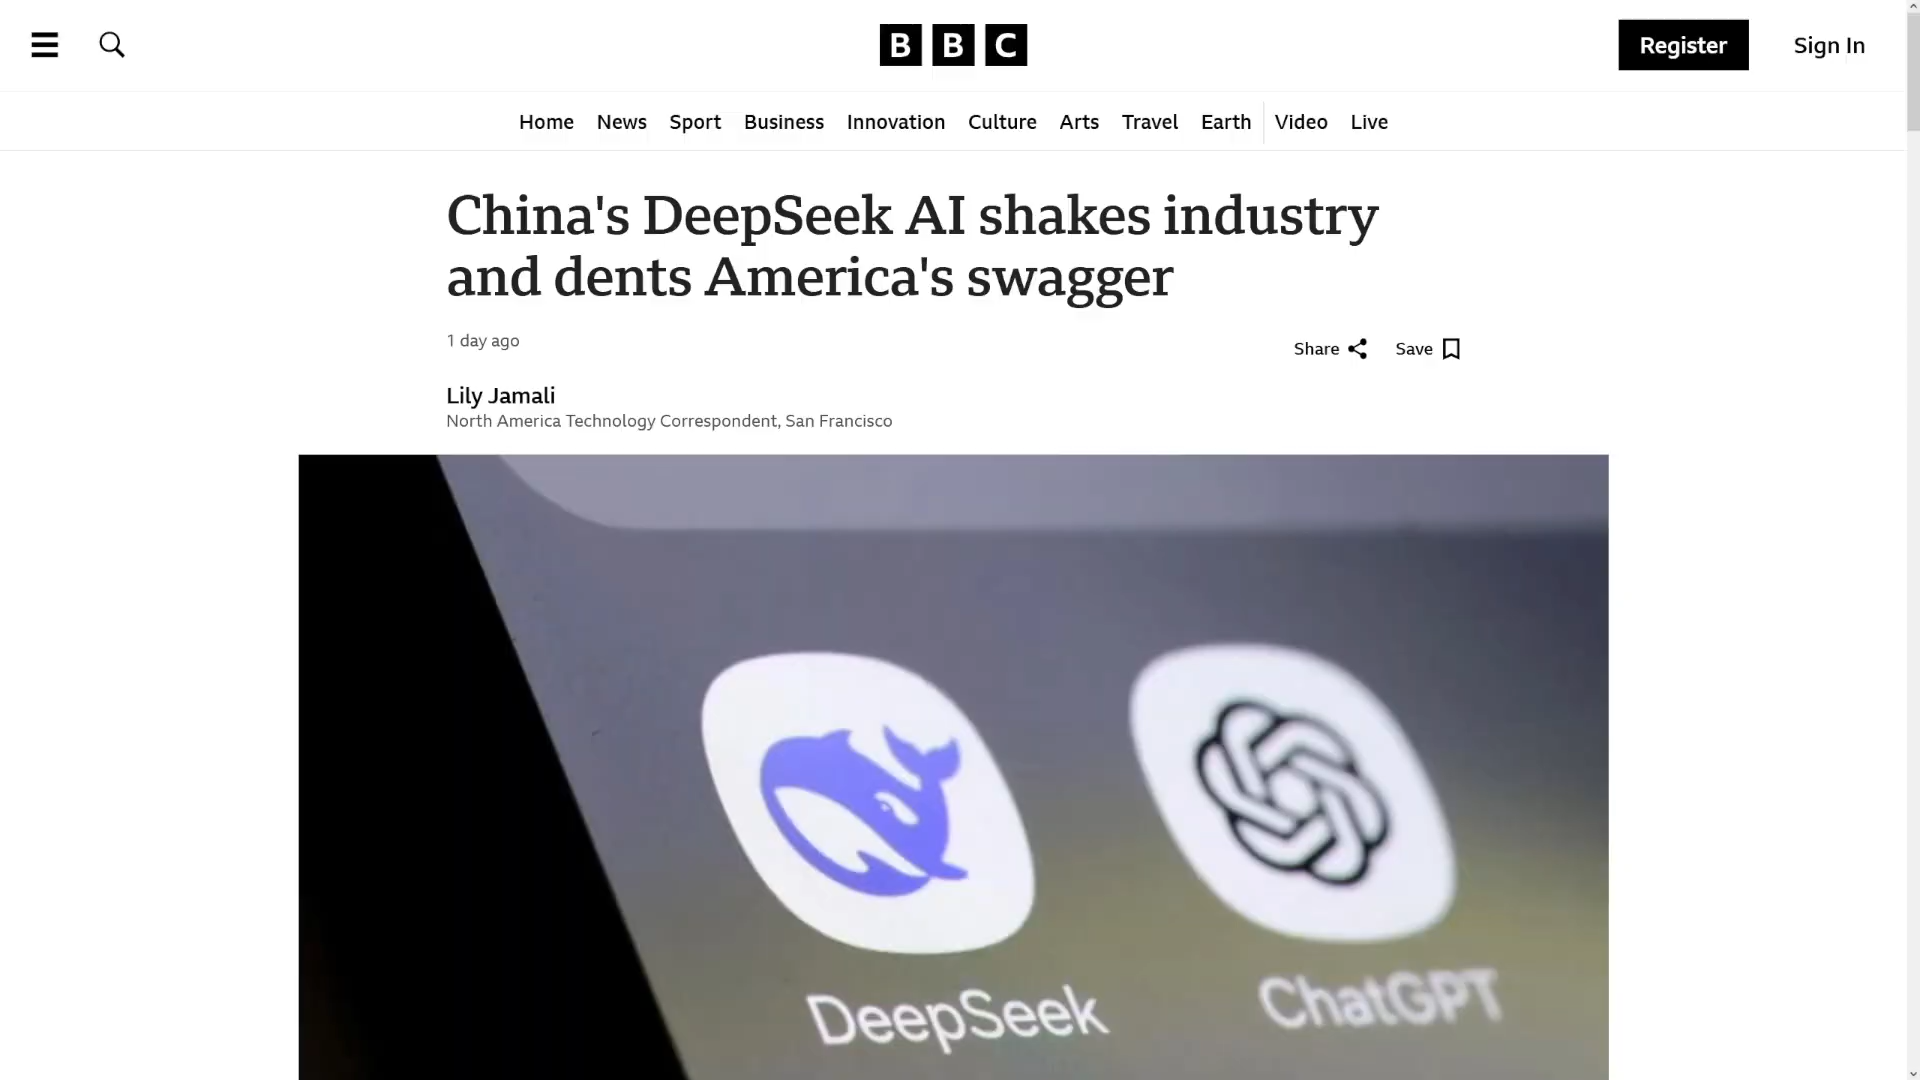 BBC
Register
Sign In
Home News Sport Business Innovation Culture Arts Travel Earth Video Live
China's DeepSeek AI shakes industry
and dents America's swagger
1 day ago
Share
Save
Lily Jamali
North America Technology Correspondent, San Francisco
DeepSeek
ChatGPT